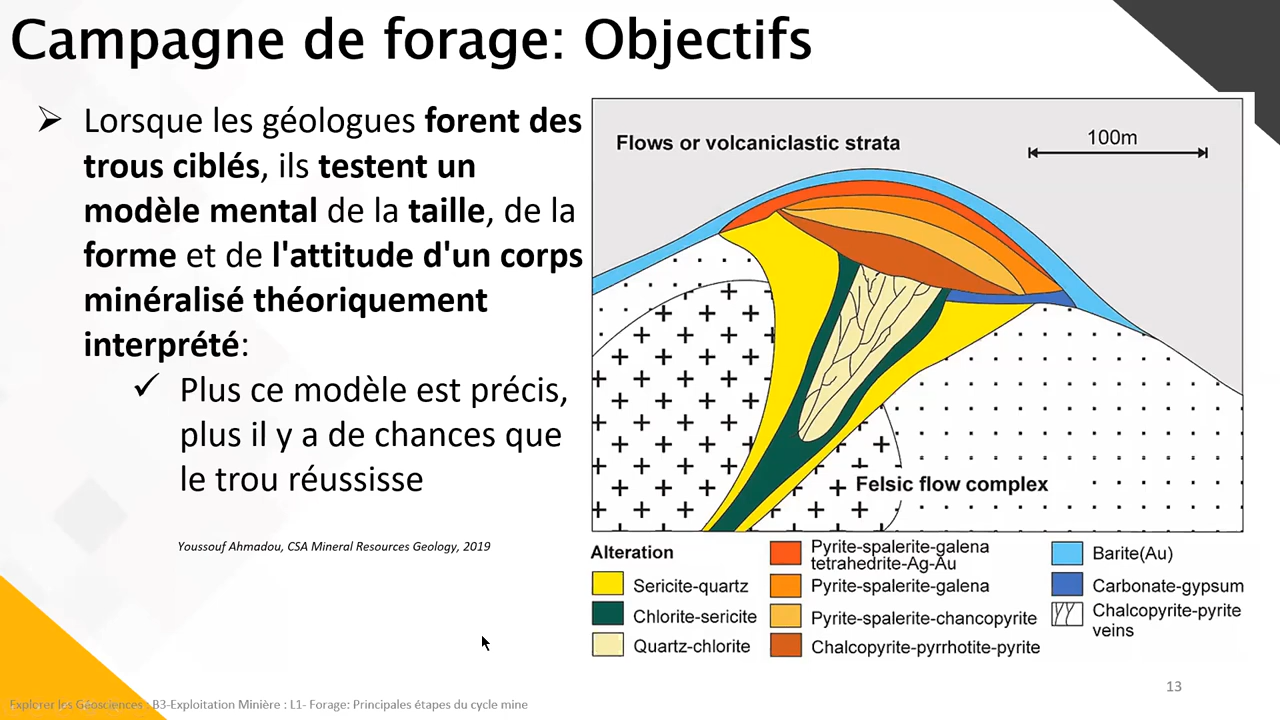 Campagne de forage: Objectifs
Lorsque les géologues forent des
trous ciblés, ils testent un
modèle mental de la taille, de la
forme et de l'attitude d'un corps
minéralisé théoriquement
interprété:
Plus ce modèle est précis,
plus il y a de chances que
le trou réussisse
Youssouf Ahmadou, CSA Mineral Resources Geology, 2019
Flows or volcaniclastic strata
100m
Felsic flow complex
Alteration
Sericite-quartz
Chlorite-sericite
Quartz-chlorite
Pyrite-spalerite-galena
tetrahedrite-Ag-Au
Pyrite-spalerite-galena
Pyrite-spalerite-chancopyrite
Chalcopyrite-pyrrhotite-pyrite
Barite(Au)
Carbonate-gypsum
Chalcopyrite-pyrite
veins
13
Explorer les Géosciences : B3-Exploitation Minière : L1- Forage: Principales étapes du cycle mine